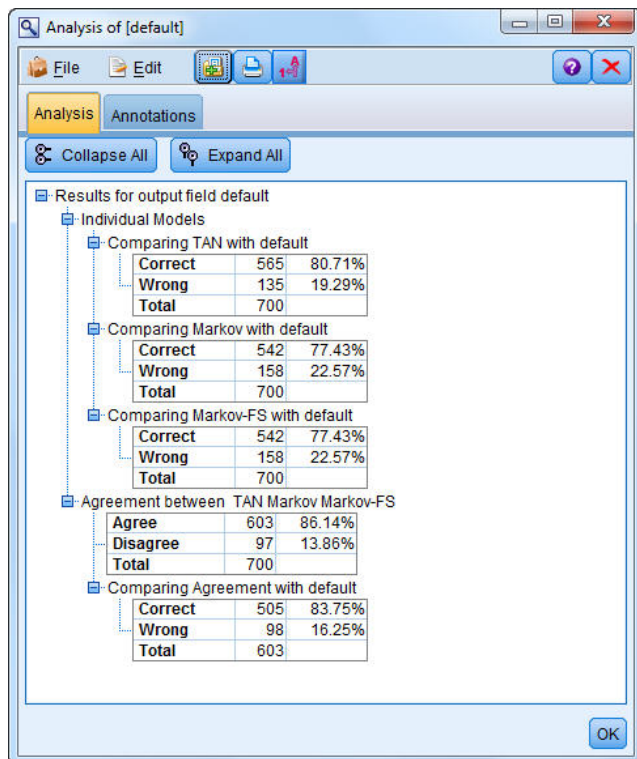 Analysis of [default]
File Edit
Analysis Annotations
Collapse All Expand All
Results for output field default
Individual Models
Comparing TAN with default
Correct 565 80.71%
Wrong 135 19.29%
Total 700
Comparing Markov with default
Correct 542 77.43%
Wrong 158 22.57%
Total 700
Comparing Markov-FS with default
Correct 542 77.43%
Wrong 158 22.57%
Total 700
Agreement between TAN Markov Markov-FS
Agree 603 86.14%
Disagree 97 13.86%
Total 700
Comparing Agreement with default
Correct 505 83.75%
Wrong 98 16.25%
Total 603
OK